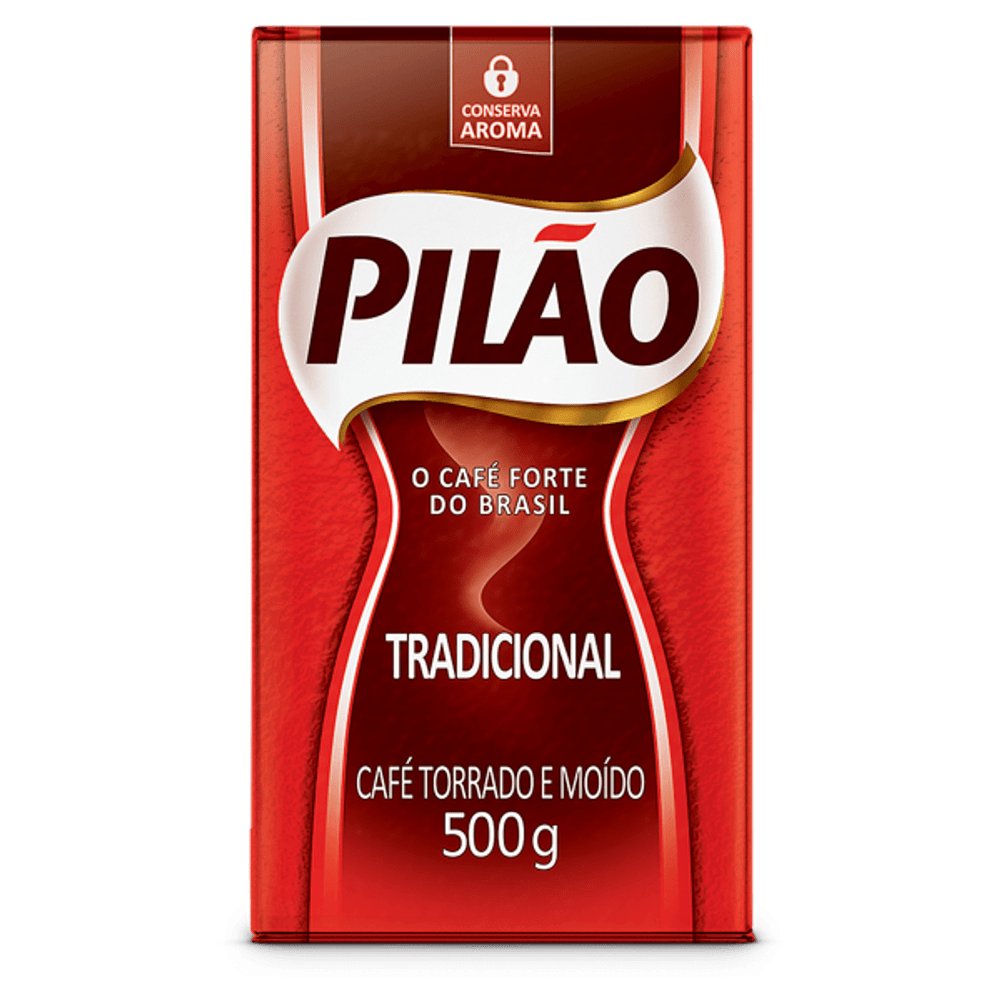 CONSERVA
AROMA
PILÃO
O CAFÉ FORTE
DO BRASIL
TRADICIONAL
CAFÉ TORRADO E MOÍDO
500 g